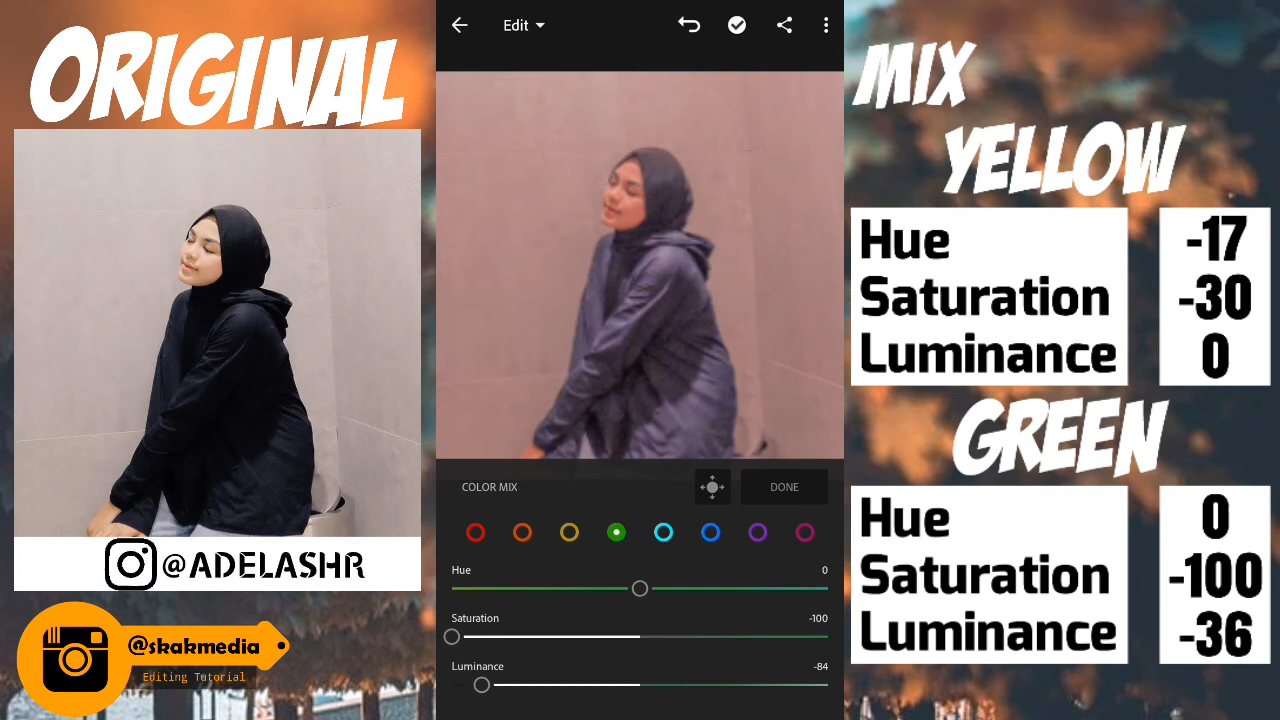 ORIGINAL
@ADELASHR
@skakmedia
Editing Tutorial
Edit
COLOR MIX
DONE
Hue 0
Saturation -100
Luminance -84
MIX
YELLOW
Hue -17
Saturation -30
Luminance 0
GREEN
Hue 0
Saturation -100
Luminance -36